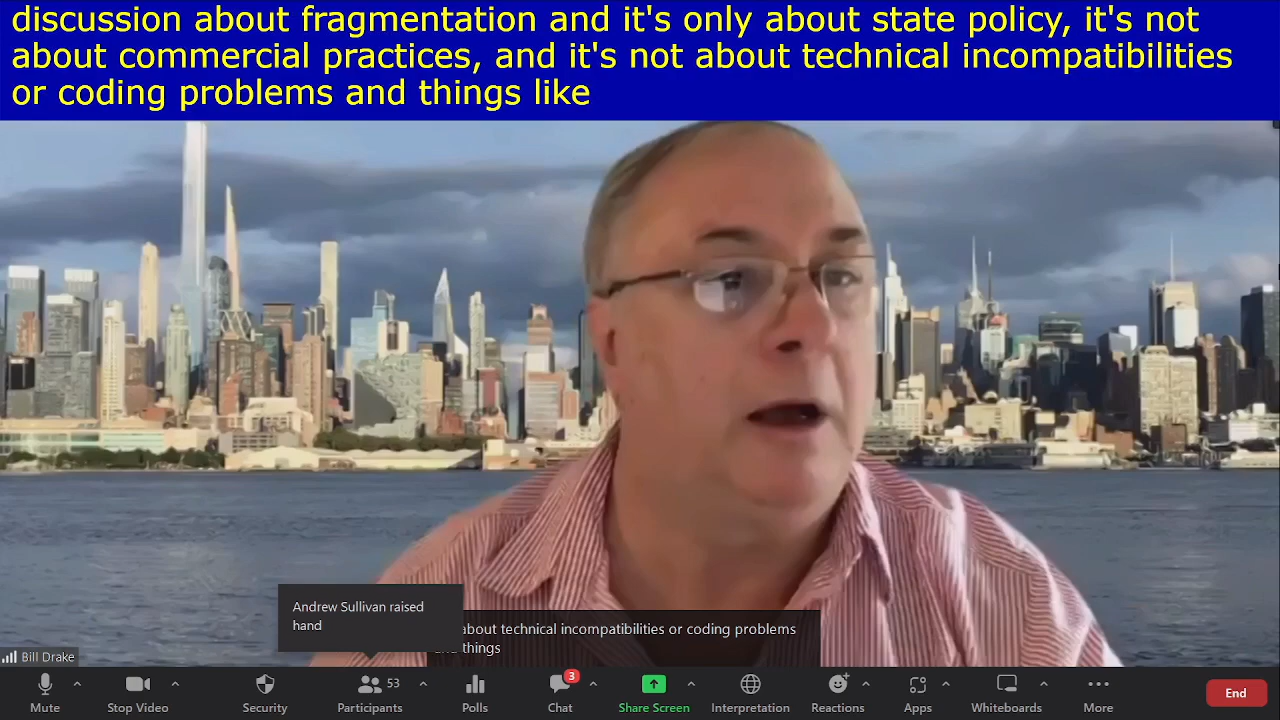 discussion about fragmentation and it's only about state policy, it's not
about commercial practices, and it's not about technical incompatibilities
or coding problems and things like
Andrew Sullivan raised
hand
about technical incompatibilities or coding problems
and things
Bill Drake
53
3
Mute
Stop Video
Security
Participants
Polls
Chat
Share Screen
Interpretation
Reactions
Apps
Whiteboards
More
End